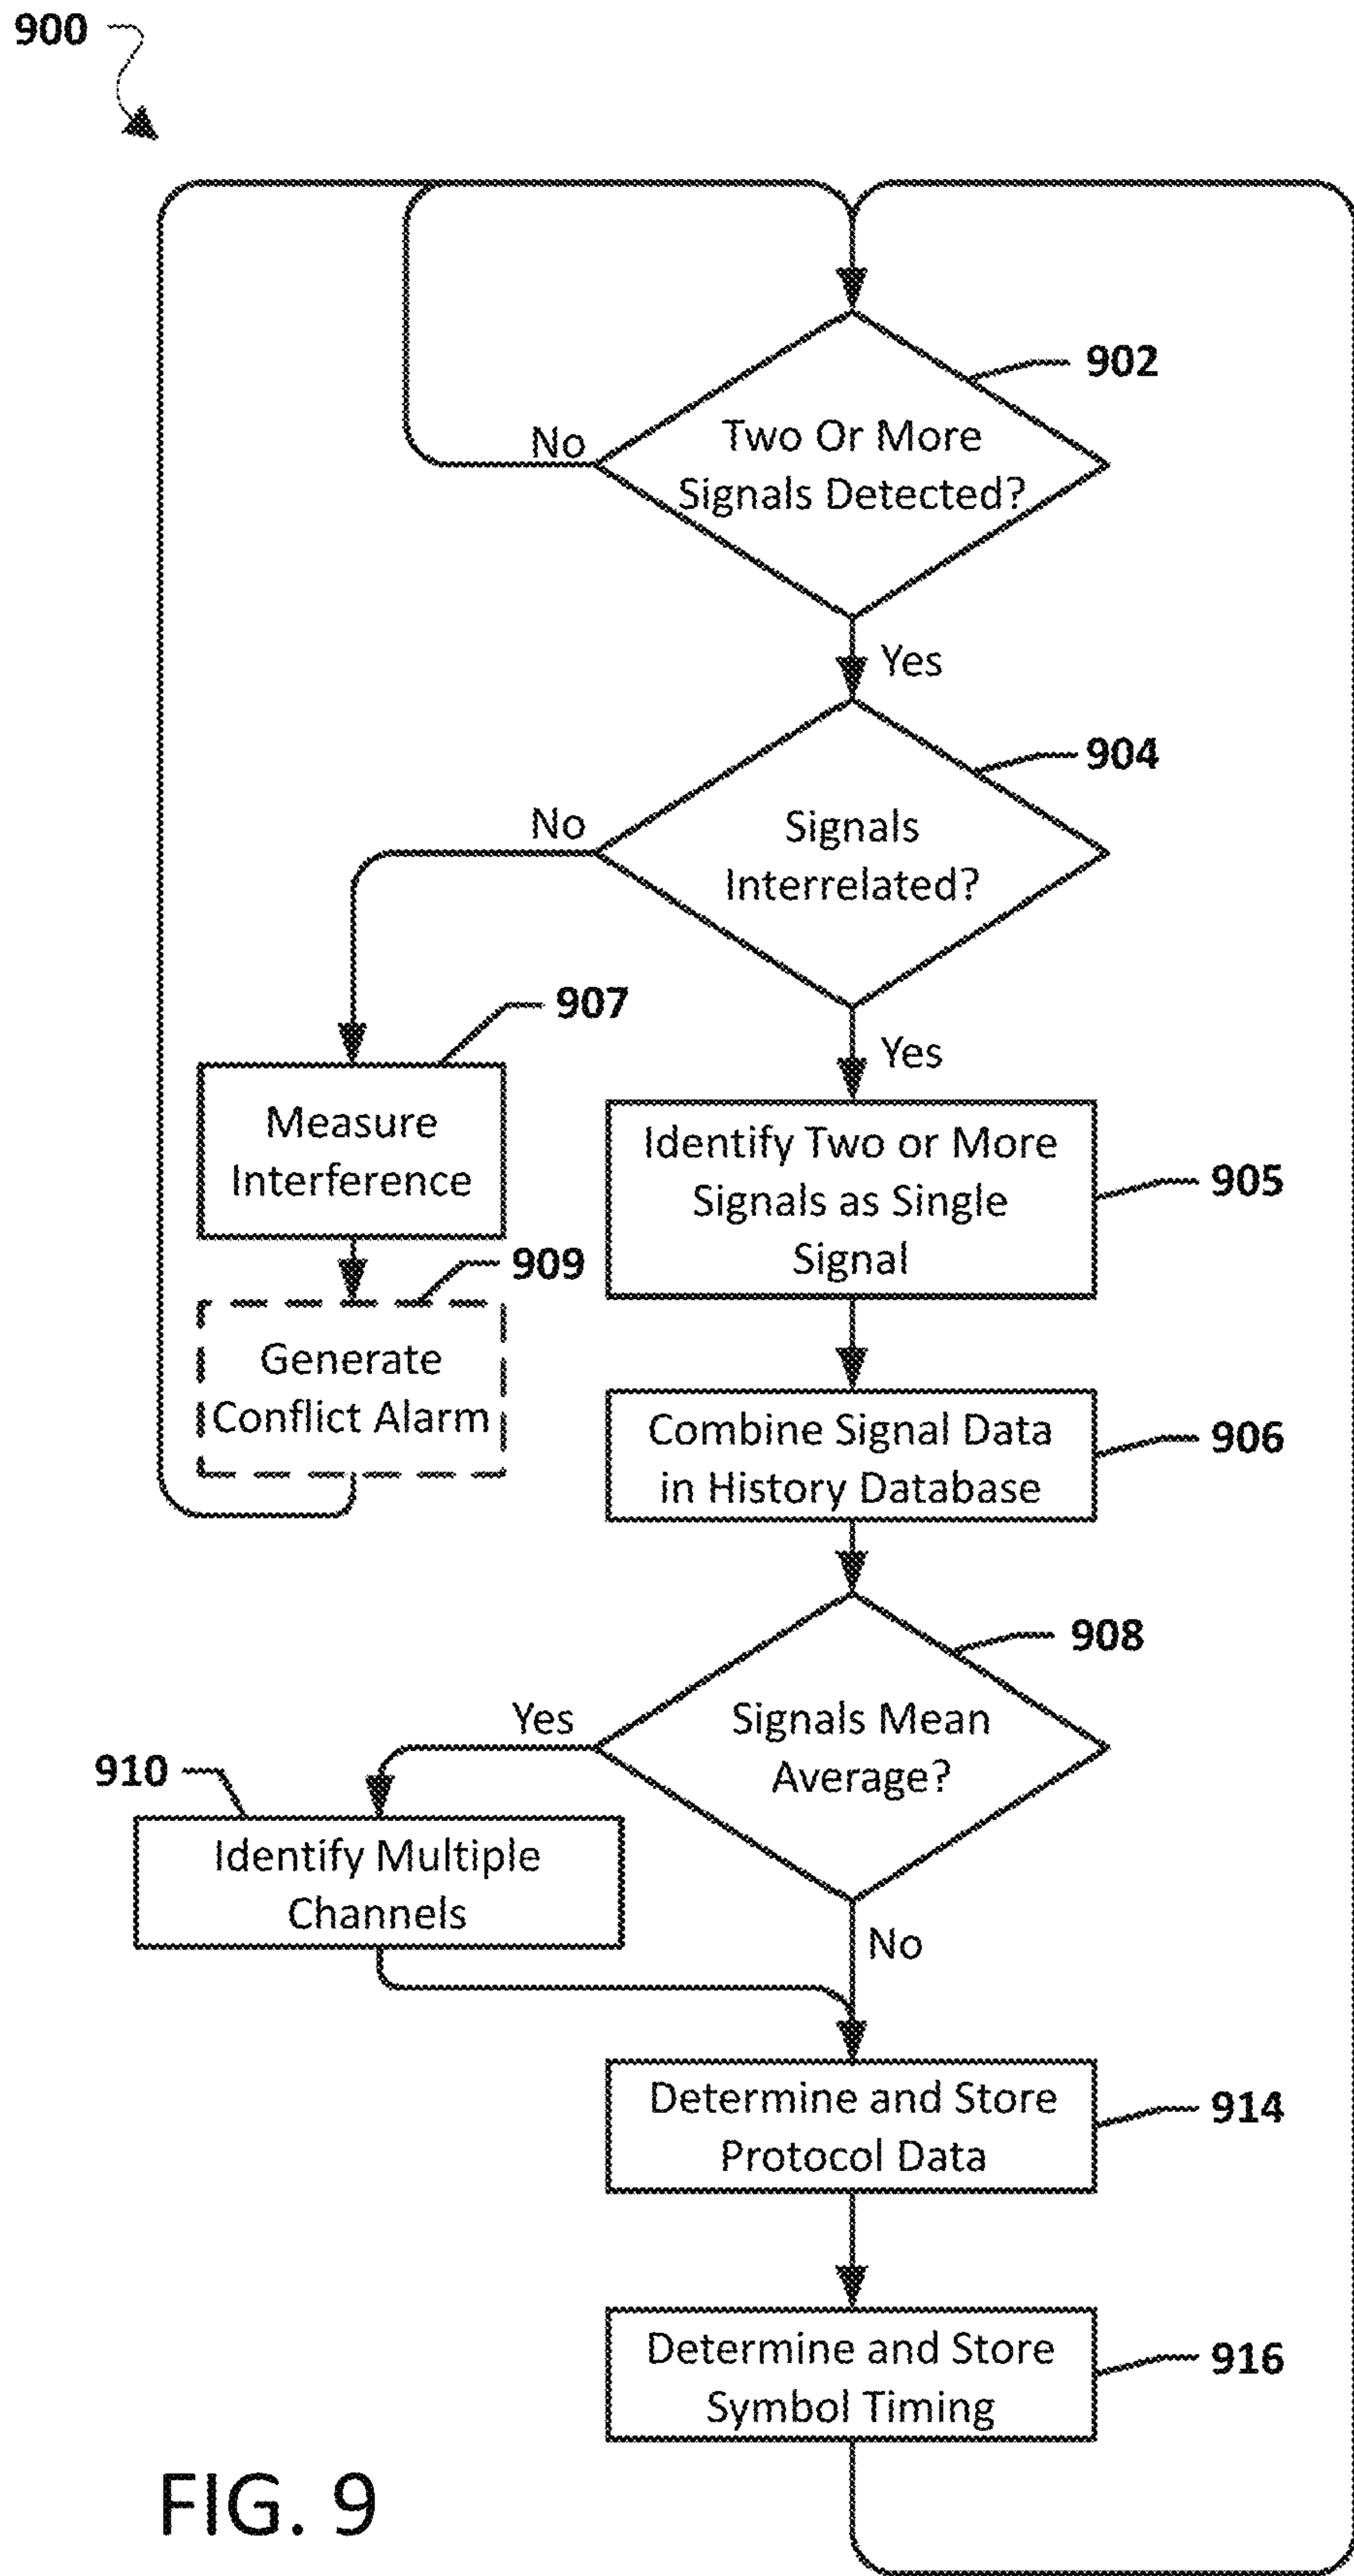 900
902
No
Two Or More
Signals Detected?
Yes
904
No
Signals
Interrelated?
907
Yes
Measure
Interference
Identify Two or More
Signals as Single
Signal
905
909
Generate
Conflict Alarm
Combine Signal Data
in History Database
906
908
Yes
Signals Mean
Average?
910
Identify Multiple
Channels
No
Determine and Store
Protocol Data
914
Determine and Store
Symbol Timing
916
FIG. 9